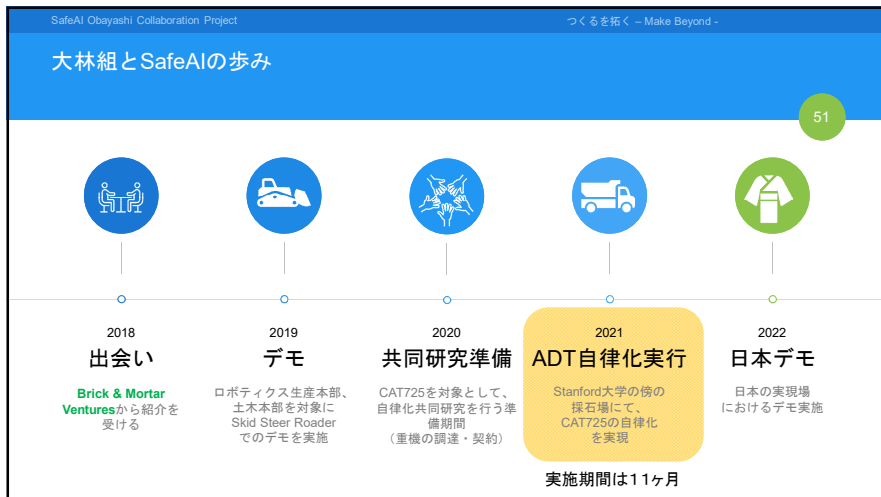 SafeAI Obayashi Collaboration Project
つくるを拓く – Make Beyond -
大林組とSafeAIの歩み
51
2018
出会い
Brick & Mortar
Venturesから紹介を
受ける
2019
デモ
ロボティクス生産本部、
土木本部を対象に
Skid Steer Roader
でのデモを実施
2020
共同研究準備
CAT725を対象として、
自律化共同研究を行う準
備期間
（重機の調達・契約）
2021
ADT自律化実行
Stanford大学の傍の
採石場にて、
CAT725の自律化
を実現
実施期間は11ヶ月
2022
日本デモ
日本の実現場
におけるデモ実施